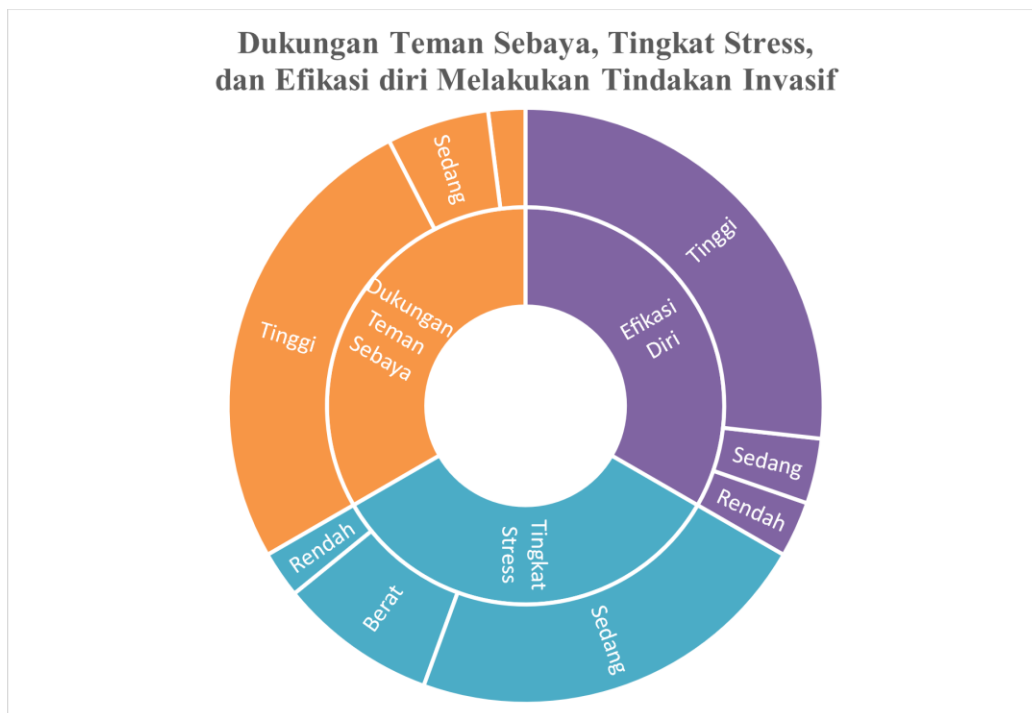 Dukungan Teman Sebaya, Tingkat Stress,
dan Efikasi diri Melakukan Tindakan Invasif
Sedang
Tinggi
Dukungan
Teman
Sebaya
Tinggi
Efikasi
Diri
Sedang
Rendah
Tingkat
Stress
Rendah
Berat
Sedang